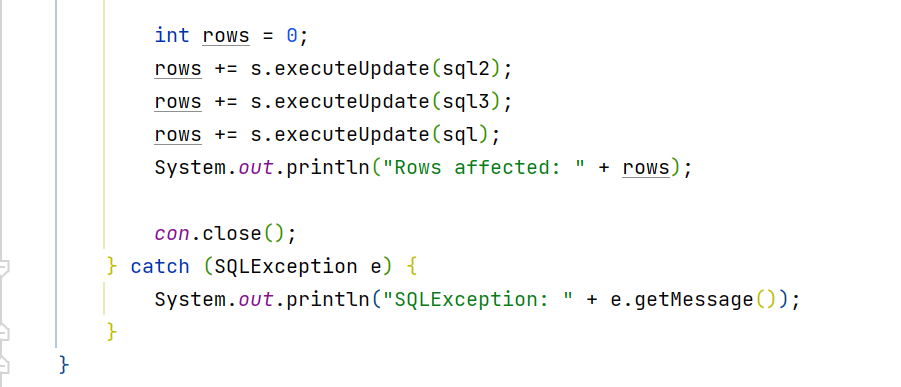 int rows = 0;
rows += s.executeUpdate(sql2);
rows += s.executeUpdate(sql3);
rows += s.executeUpdate(sql);
System.out.println("Rows affected: " + rows);
con.close();
} catch (SQLException e) {
System.out.println("SQLException: " + e.getMessage());
}
}